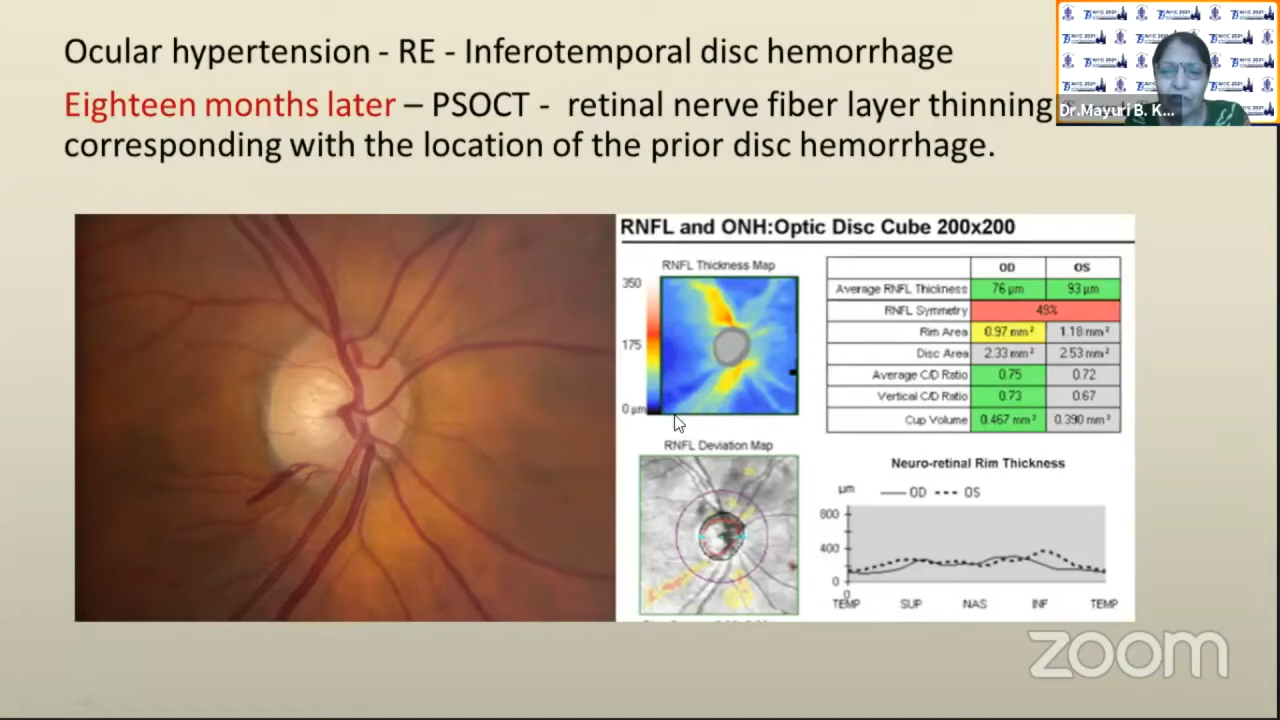 Ocular hypertension - RE - Inferotemporal disc hemorrhage
Eighteen months later – PSOCT - retinal nerve fiber layer thinning
corresponding with the location of the prior disc hemorrhage.
Dr.Mayuri B. K...
RNFL and ONH:Optic Disc Cube 200x200
RNFL Thickness Map
350
175
0 µm
OD OS
Average RNFL Thickness 76 µm 93 µm
RNFL Symmetry 49%
Rim Area 0.97 mm² 1.18 mm²
Disc Area 2.33 mm² 2.53 mm²
Average C/D Ratio 0.75 0.72
Vertical C/D Ratio 0.73 0.67
Cup Volume 0.467 mm³ 0.390 mm³
RNFL Deviation Map
Neuro-retinal Rim Thickness
µm OD OS
800
400
0
0
TEMP SUP NAS INF TEMP
zoom